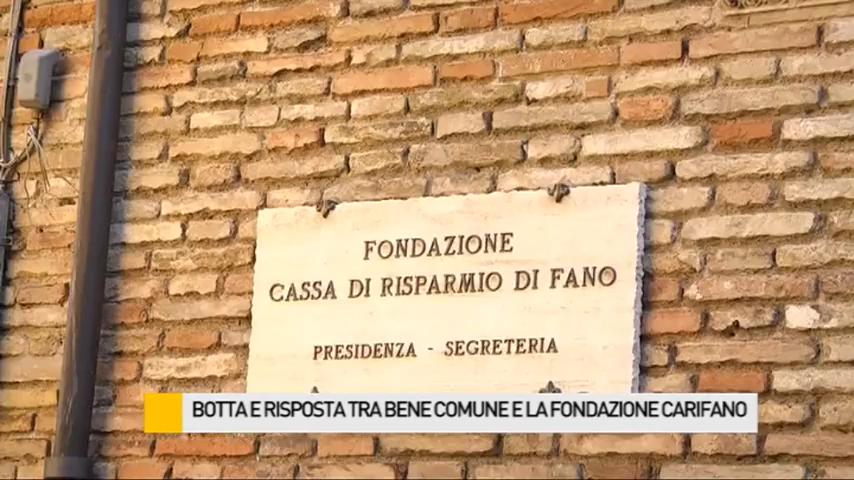 FONDAZIONE
CASSA DI RISPARMIO DI FANO
PRESIDENZA - SEGRETERIA
BOTTA E RISPOSTA TRA BENE COMUNE E LA FONDAZIONE CARIFANO